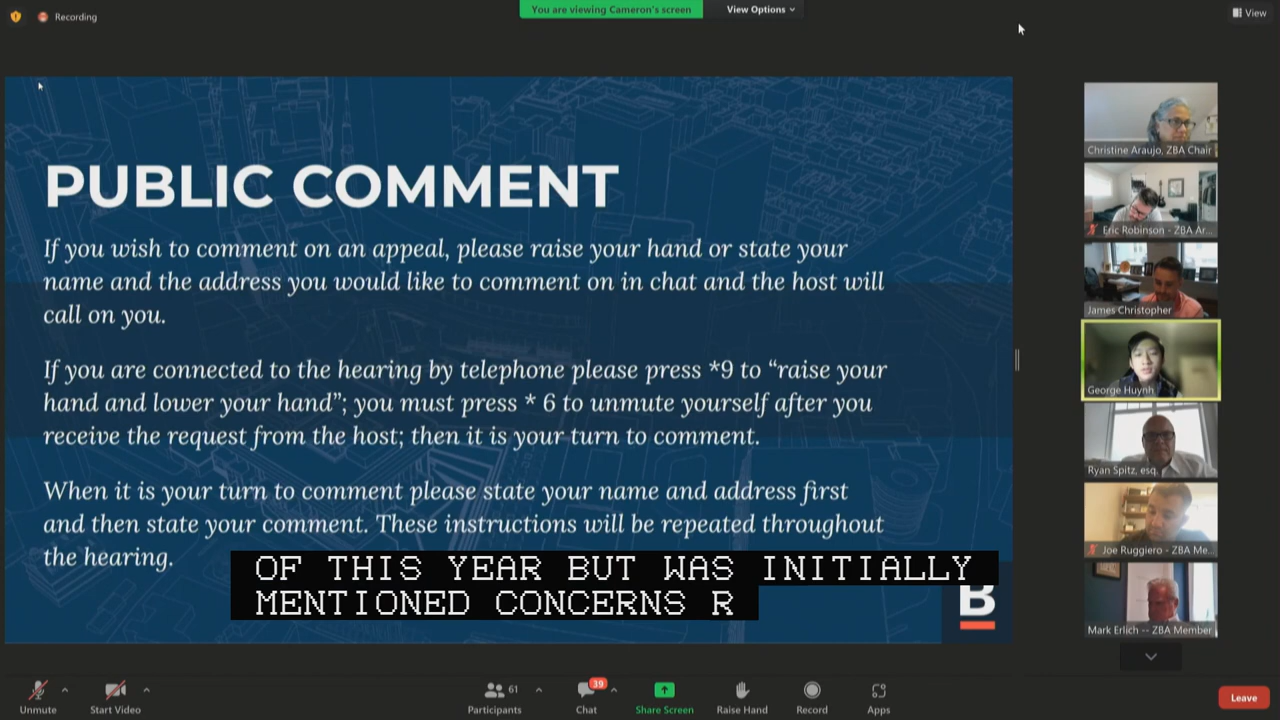 Recording
You are viewing Cameron's screen
View Options
View
PUBLIC COMMENT
If you wish to comment on an appeal, please raise your hand or state your
name and the address you would like to comment on in chat and the host will
call on you.
If you are connected to the hearing by telephone please press *9 to “raise your
hand and lower your hand”; you must press * 6 to unmute yourself after you
receive the request from the host; then it is your turn to comment.
When it is your turn to comment please state your name and address first
and then state your comment. These instructions will be repeated throughout
the hearing.
OF THIS YEAR BUT WAS INITIALLY
MENTIONED CONCERNS R
B
Christine Araujo, ZBA Chair
Eric Robinson - ZBA Ar...
James Christopher
George Huynh
Ryan Spitz, esq.
Joe Ruggiero - ZBA Me...
Mark Erlich -- ZBA Member
Unmute
Start Video
61
Participants
39
Chat
Share Screen
Raise Hand
Record
Apps
Leave